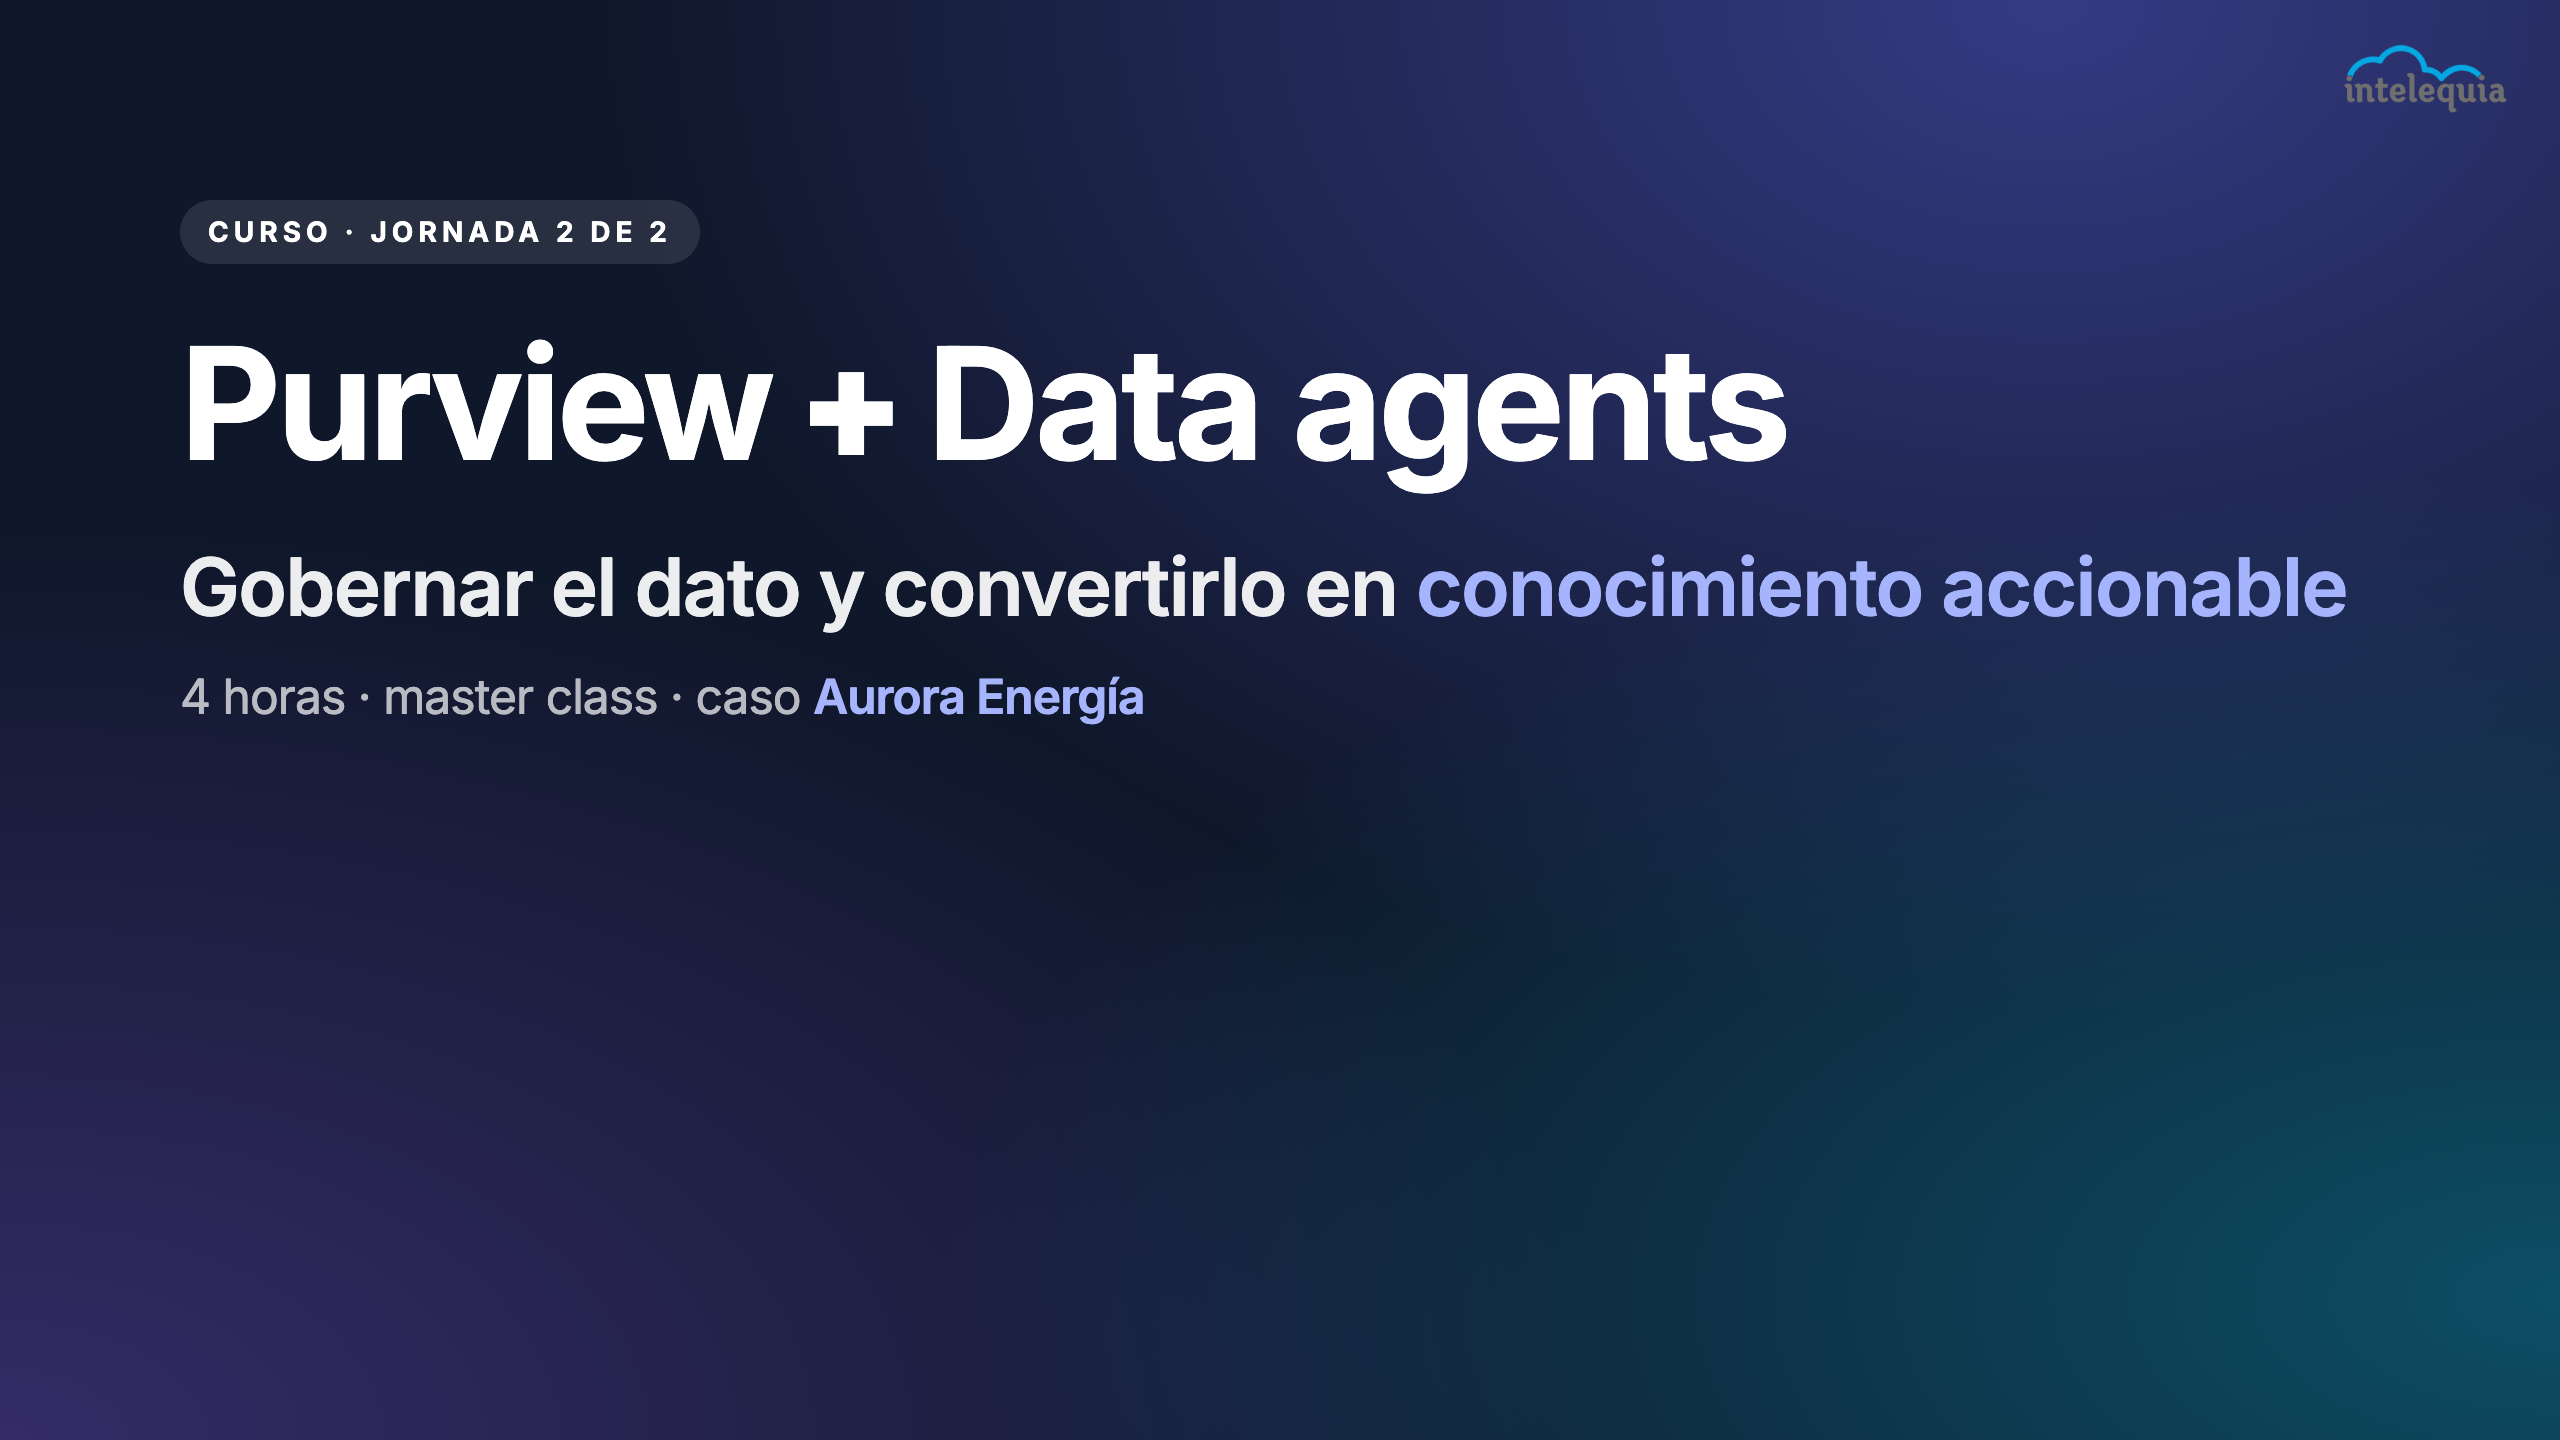 intelequia
CURSO · JORNADA 2 DE 2
Purview + Data agents
Gobernar el dato y convertirlo en conocimiento accionable
4 horas · master class · caso Aurora Energía